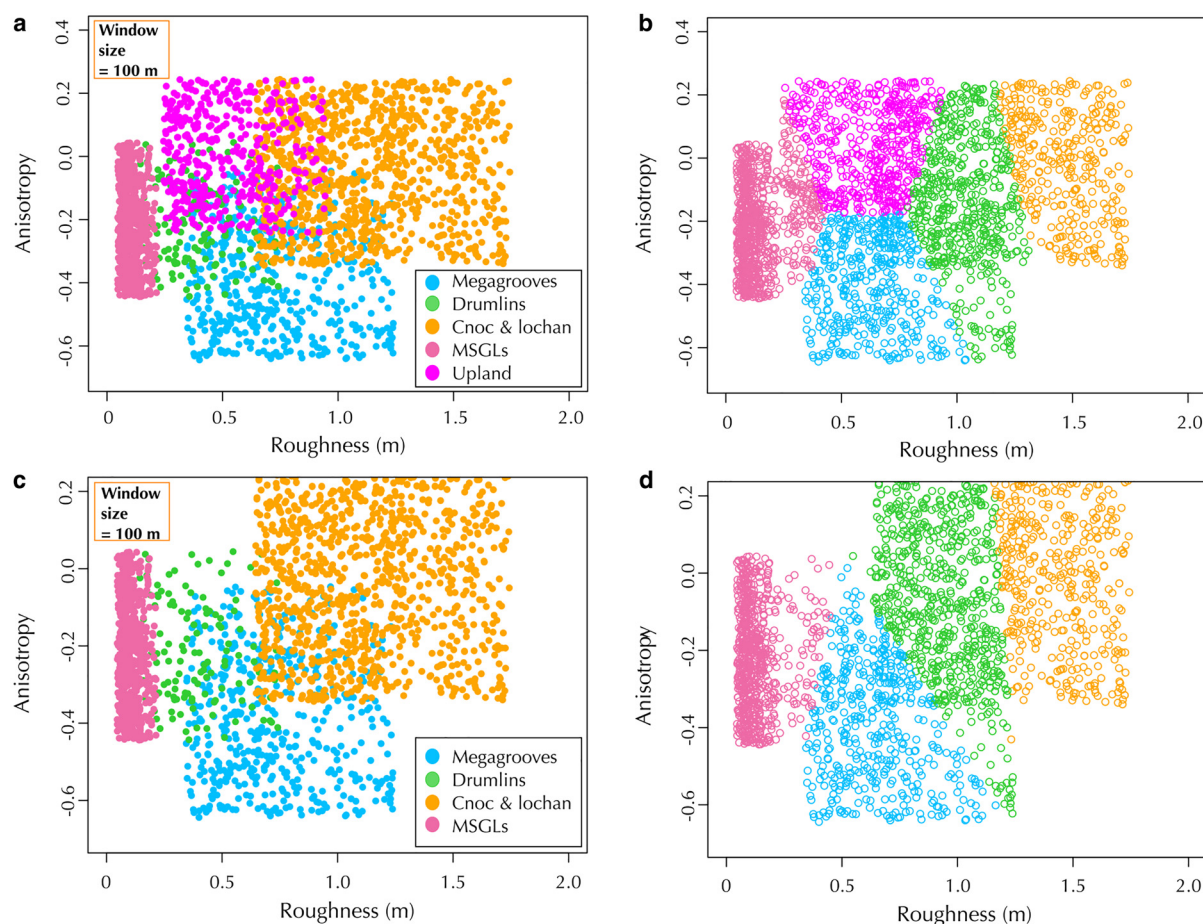 a
Window
size
= 100 m
0.4
0.2
0.0
-0.2
-0.4
-0.6
Anisotropy
Megagrooves
Drumlins
Cnoc & lochan
MSGLs
Upland
0 0.5 1.0 1.5 2.0
Roughness (m)
b
0.4
0.2
0.0
-0.2
-0.4
-0.6
Anisotropy
0 0.5 1.0 1.5 2.0
Roughness (m)
c
Window
size
= 100 m
0.2
0.0
-0.2
-0.4
-0.6
Anisotropy
Megagrooves
Drumlins
Cnoc & lochan
MSGLs
0 0.5 1.0 1.5 2.0
Roughness (m)
d
0.2
0.0
-0.2
-0.4
-0.6
Anisotropy
0 0.5 1.0 1.5 2.0
Roughness (m)